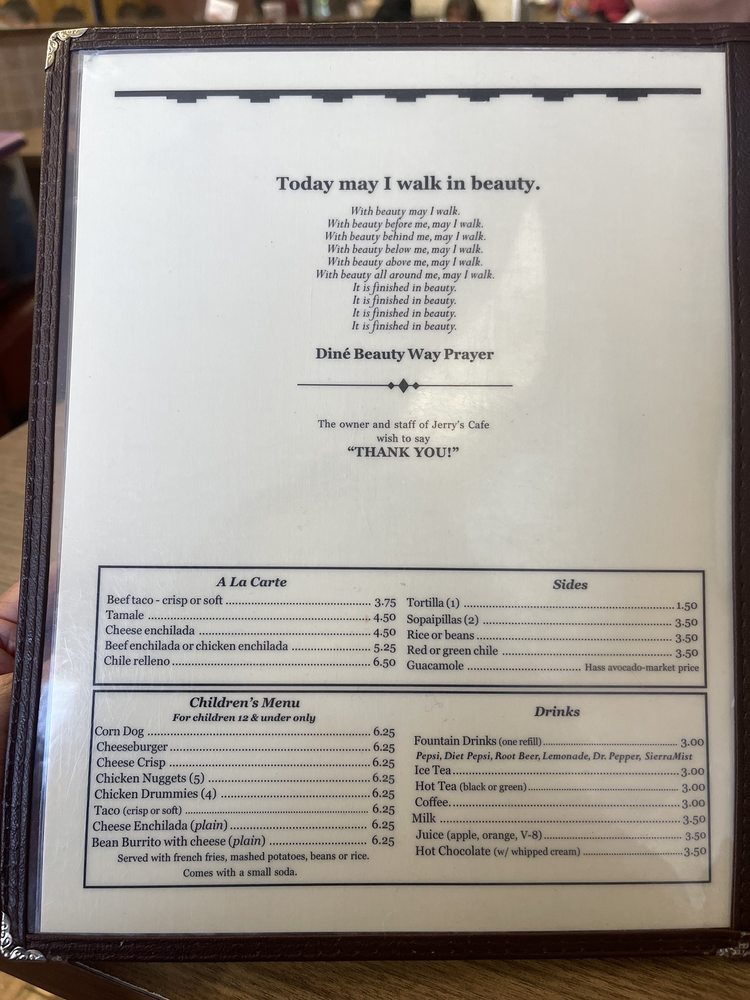 Today may I walk in beauty.
With beauty may I walk.
With beauty before me, may I walk.
With beauty behind me, may I walk.
With beauty below me, may I walk.
With beauty above me, may I walk.
With beauty all around me, may I walk.
It is finished in beauty.
It is finished in beauty.
It is finished in beauty.
It is finished in beauty.
Diné Beauty Way Prayer
The owner and staff of Jerry's Cafe
wish to say
“THANK YOU!”
A La Carte
Beef taco - crisp or soft 3.75
Tamale 4.50
Cheese enchilada 4.50
Beef enchilada or chicken enchilada 5.25
Chile relleno 6.50
Sides
Tortilla (1) 1.50
Sopaipillas (2) 3.50
Rice or beans 3.50
Red or green chile 3.50
Guacamole Hass avocado-market price
Children's Menu
For children 12 & under only
Corn Dog 6.25
Cheeseburger 6.25
Cheese Crisp 6.25
Chicken Nuggets (5) 6.25
Chicken Drummies (4) 6.25
Taco (crisp or soft) 6.25
Cheese Enchilada (plain) 6.25
Bean Burrito with cheese (plain) 6.25
Served with french fries, mashed potatoes, beans or rice.
Comes with a small soda.
Drinks
Fountain Drinks (one refill) 3.00
Pepsi, Diet Pepsi, Root Beer, Lemonade, Dr. Pepper, SierraMist
Ice Tea 3.00
Hot Tea (black or green) 3.00
Coffee 3.00
Milk 3.50
Juice (apple, orange, V-8) 3.50
Hot Chocolate (w/ whipped cream) 3.50